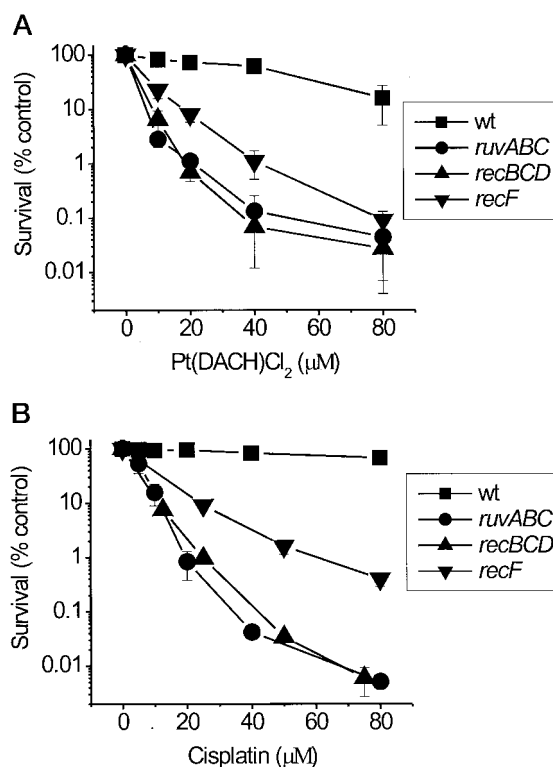 A
Survival (% control)
100
10
1
0.1
0.01
0 20 40 60 80
Pt(DACH)Cl₂ (μM)
wt
ruvABC
recBCD
recF
B
Survival (% control)
100
10
1
0.1
0.01
0 20 40 60 80
Cisplatin (μM)
wt
ruvABC
recBCD
recF